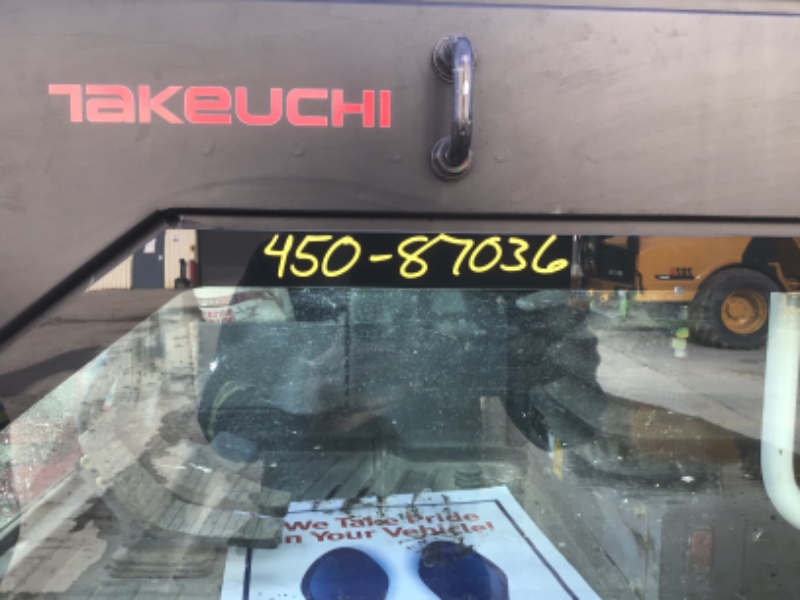 TAKEUCHI
450-87036
We Take Pride
in Your Vehicle!